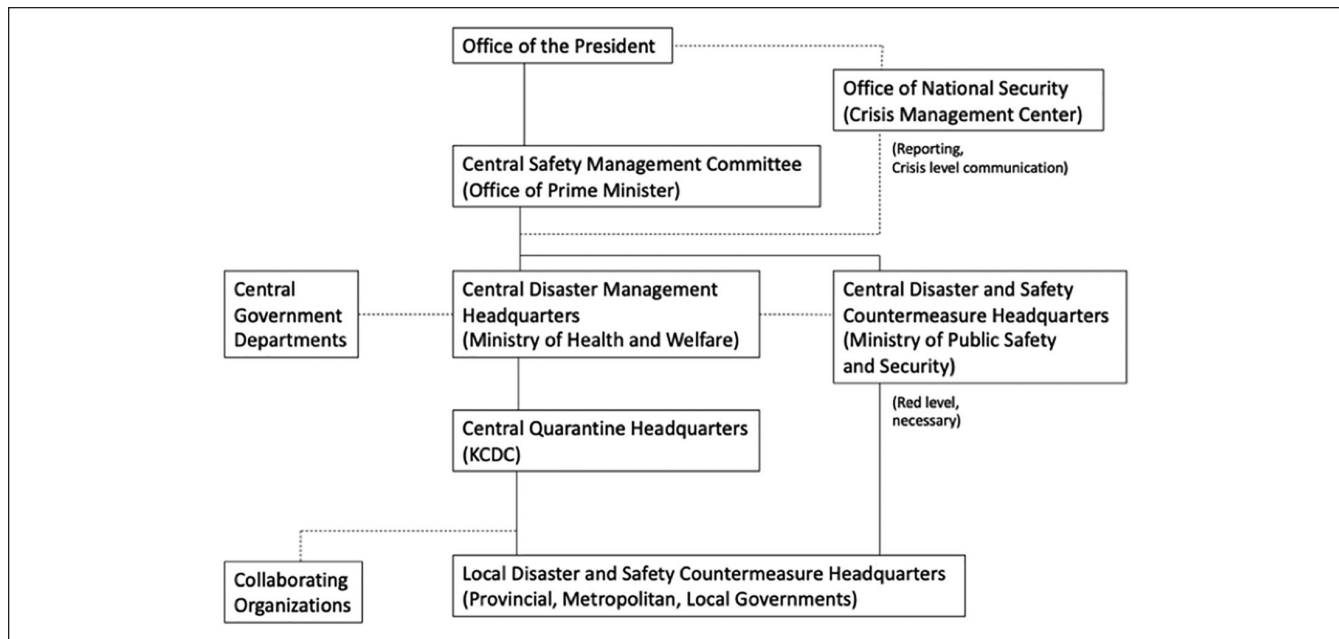 Office of the President
Office of National Security
(Crisis Management Center)
(Reporting,
Crisis level communication)
Central Safety Management Committee
(Office of Prime Minister)
Central
Government
Departments
Central Disaster Management
Headquarters
(Ministry of Health and Welfare)
Central Disaster and Safety
Countermeasure Headquarters
(Ministry of Public Safety
and Security)
(Red level,
necessary)
Central Quarantine Headquarters
(KCDC)
Collaborating
Organizations
Local Disaster and Safety Countermeasure Headquarters
(Provincial, Metropolitan, Local Governments)